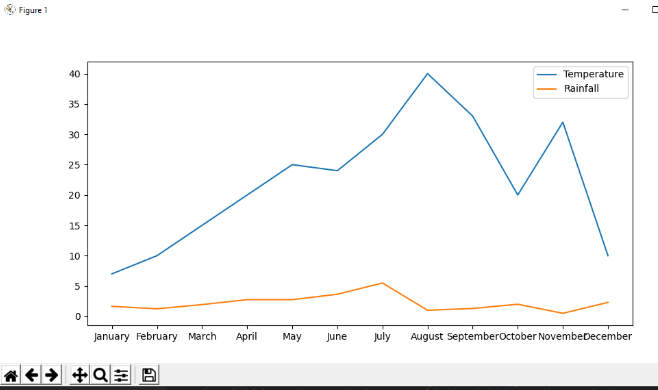 Figure 1
Temperature
Rainfall
40
35
30
25
20
15
10
5
0
January February March April May June July August September October November December